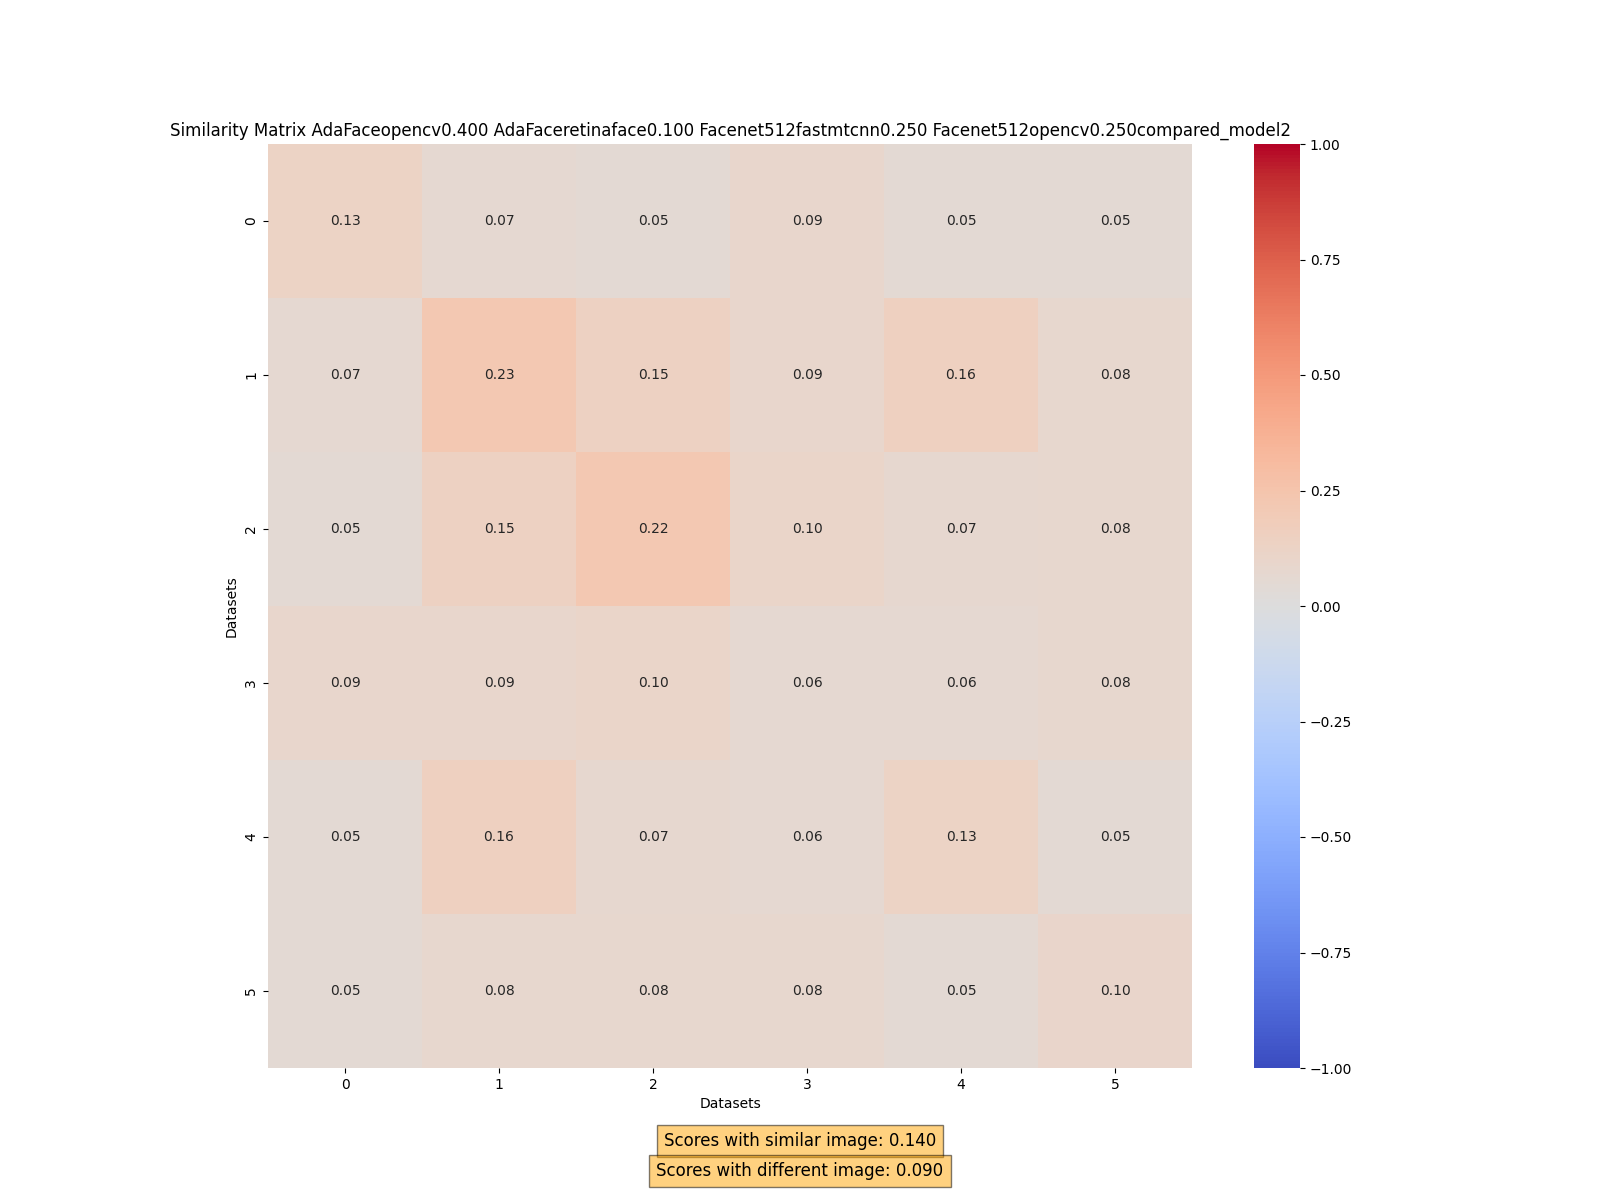 Similarity Matrix AdaFaceopencv0.400 AdaFaceretinaface0.100 Facenet512fastmtcnn0.250 Facenet512opencv0.250compared_model2
0 0.13 0.07 0.05 0.09 0.05 0.05
1 0.07 0.23 0.15 0.09 0.16 0.08
2 0.05 0.15 0.22 0.10 0.07 0.08
3 0.09 0.09 0.10 0.06 0.06 0.08
4 0.05 0.16 0.07 0.06 0.13 0.05
5 0.05 0.08 0.08 0.08 0.05 0.10
Datasets
0 1 2 3 4 5
Datasets
1.00
0.75
0.50
0.25
0.00
−0.25
−0.50
−0.75
−1.00
Scores with similar image: 0.140
Scores with different image: 0.090